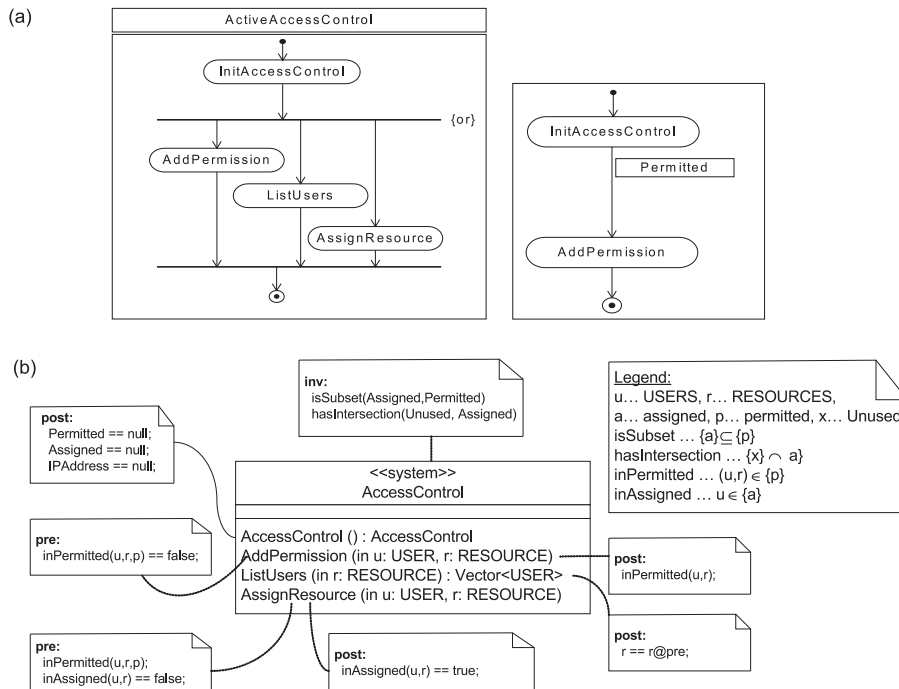 (a)
ActiveAccessControl
InitAccessControl
{or}
AddPermission
ListUsers
AssignResource
InitAccessControl
Permitted
AddPermission
(b)
inv:
isSubset(Assigned,Permitted)
hasIntersection(Unused, Assigned)
Legend:
u... USERS, r... RESOURCES,
a... assigned, p... permitted, x... Unused
isSubset ... {a}⊆{p}
hasIntersection ... {x} ∩ a}
inPermitted ... (u,r) ∈ {p}
inAssigned ... u ∈ {a}
post:
Permitted == null;
Assigned == null;
IPAddress == null;
<<system>>
AccessControl
AccessControl () : AccessControl
AddPermission (in u: USER, r: RESOURCE)
ListUsers (in r: RESOURCE) : Vector<USER>
AssignResource (in u: USER, r: RESOURCE)
pre:
inPermitted(u,r,p) == false;
post:
inPermitted(u,r);
pre:
inPermitted(u,r,p);
inAssigned(u,r) == false;
post:
inAssigned(u,r) == true;
post:
r == r@pre;